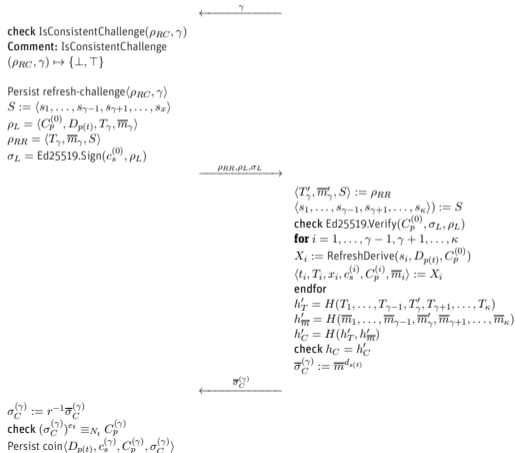 γ
check IsConsistentChallenge(ρ_RC, γ)
Comment: IsConsistentChallenge
(ρ_RC, γ) ↦ {⊥, ⊤}
Persist refresh-challenge⟨ρ_RC, γ⟩
S := ⟨s_1, …, s_{γ−1}, s_{γ+1}, …, s_x⟩
ρ_L = ⟨C_p^{(0)}, D_{p(t)}, T_γ, m̅_γ⟩
ρ_RR = ⟨T_γ, m̅_γ, S⟩
σ_L = Ed25519.Sign(c_s^{(0)}, ρ_L)
ρ_RR, ρ_L, σ_L
⟨T'_γ, m̅'_γ, S⟩ := ρ_RR
⟨s_1, …, s_{γ−1}, s_{γ+1}, …, s_κ⟩) := S
check Ed25519.Verify(C_p^{(0)}, σ_L, ρ_L)
for i = 1, …, γ − 1, γ + 1, …, κ
X_i := RefreshDerive(s_i, D_{p(t)}, C_p^{(0)})
⟨t_i, T_i, x_i, c_s^{(i)}, C_p^{(i)}, m̅_i⟩ := X_i
endfor
h'_T = H(T_1, …, T_{γ−1}, T'_γ, T_{γ+1}, …, T_κ)
h'_m̅ = H(m̅_1, …, m̅_{γ−1}, m̅'_γ, m̅_{γ+1}, …, m̅_κ)
h'_C = H(h'_T, h'_m̅)
check h_C = h'_C
σ̅_C^{(γ)} := m̅^{d_{s(t)}}
σ̅_C^{(γ)}
σ_C^{(γ)} := r^{−1}σ̅_C^{(γ)}
check (σ_C^{(γ)})^{e_t} ≡_{N_t} C_p^{(γ)}
Persist coin⟨D_{p(t)}, c_s^{(γ)}, C_p^{(γ)}, σ_C^{(γ)}⟩